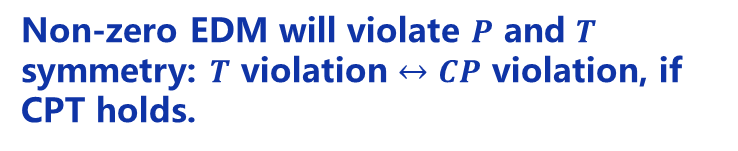 Non-zero EDM will violate P and T
symmetry: T violation ↔ CP violation, if
CPT holds.